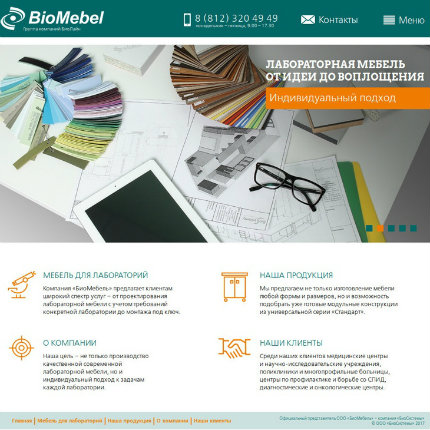 BioMebel
Группа компаний БиоЛайн
8 (812) 320 49 49
понедельник – пятница, 9.00 – 17.30
Контакты
Меню
ЛАБОРАТОРНАЯ МЕБЕЛЬ
ОТ ИДЕИ ДО ВОПЛОЩЕНИЯ
Индивидуальный подход
МЕБЕЛЬ ДЛЯ ЛАБОРАТОРИЙ
Компания «БиоМебель» предлагает клиентам
широкий спектр услуг – от проектирования
лабораторной мебели с учетом требований
конкретной лаборатории до монтажа под ключ.
НАША ПРОДУКЦИЯ
Мы предлагаем не только изготовление мебели
любой формы и размеров, но и возможность
подобрать уже готовые модульные конструкции
из универсальной серии «Стандарт».
О КОМПАНИИ
Наша цель – не только производство
качественной современной
лабораторной мебели, но и
индивидуальный подход к задачам
каждой лаборатории.
НАШИ КЛИЕНТЫ
Среди наших клиентов медицинские центры
и научно-исследовательские учреждения,
поликлиники и многопрофильные больницы,
центры по профилактике и борьбе со СПИД,
диагностические и онкологические центры.
Главная | Мебель для лабораторий | Наша продукция | О компании | Наши клиенты
Официальный представитель ООО «БиоМебель» – компания «БиоСистемы»
© ООО «БиоСистемы» 2017